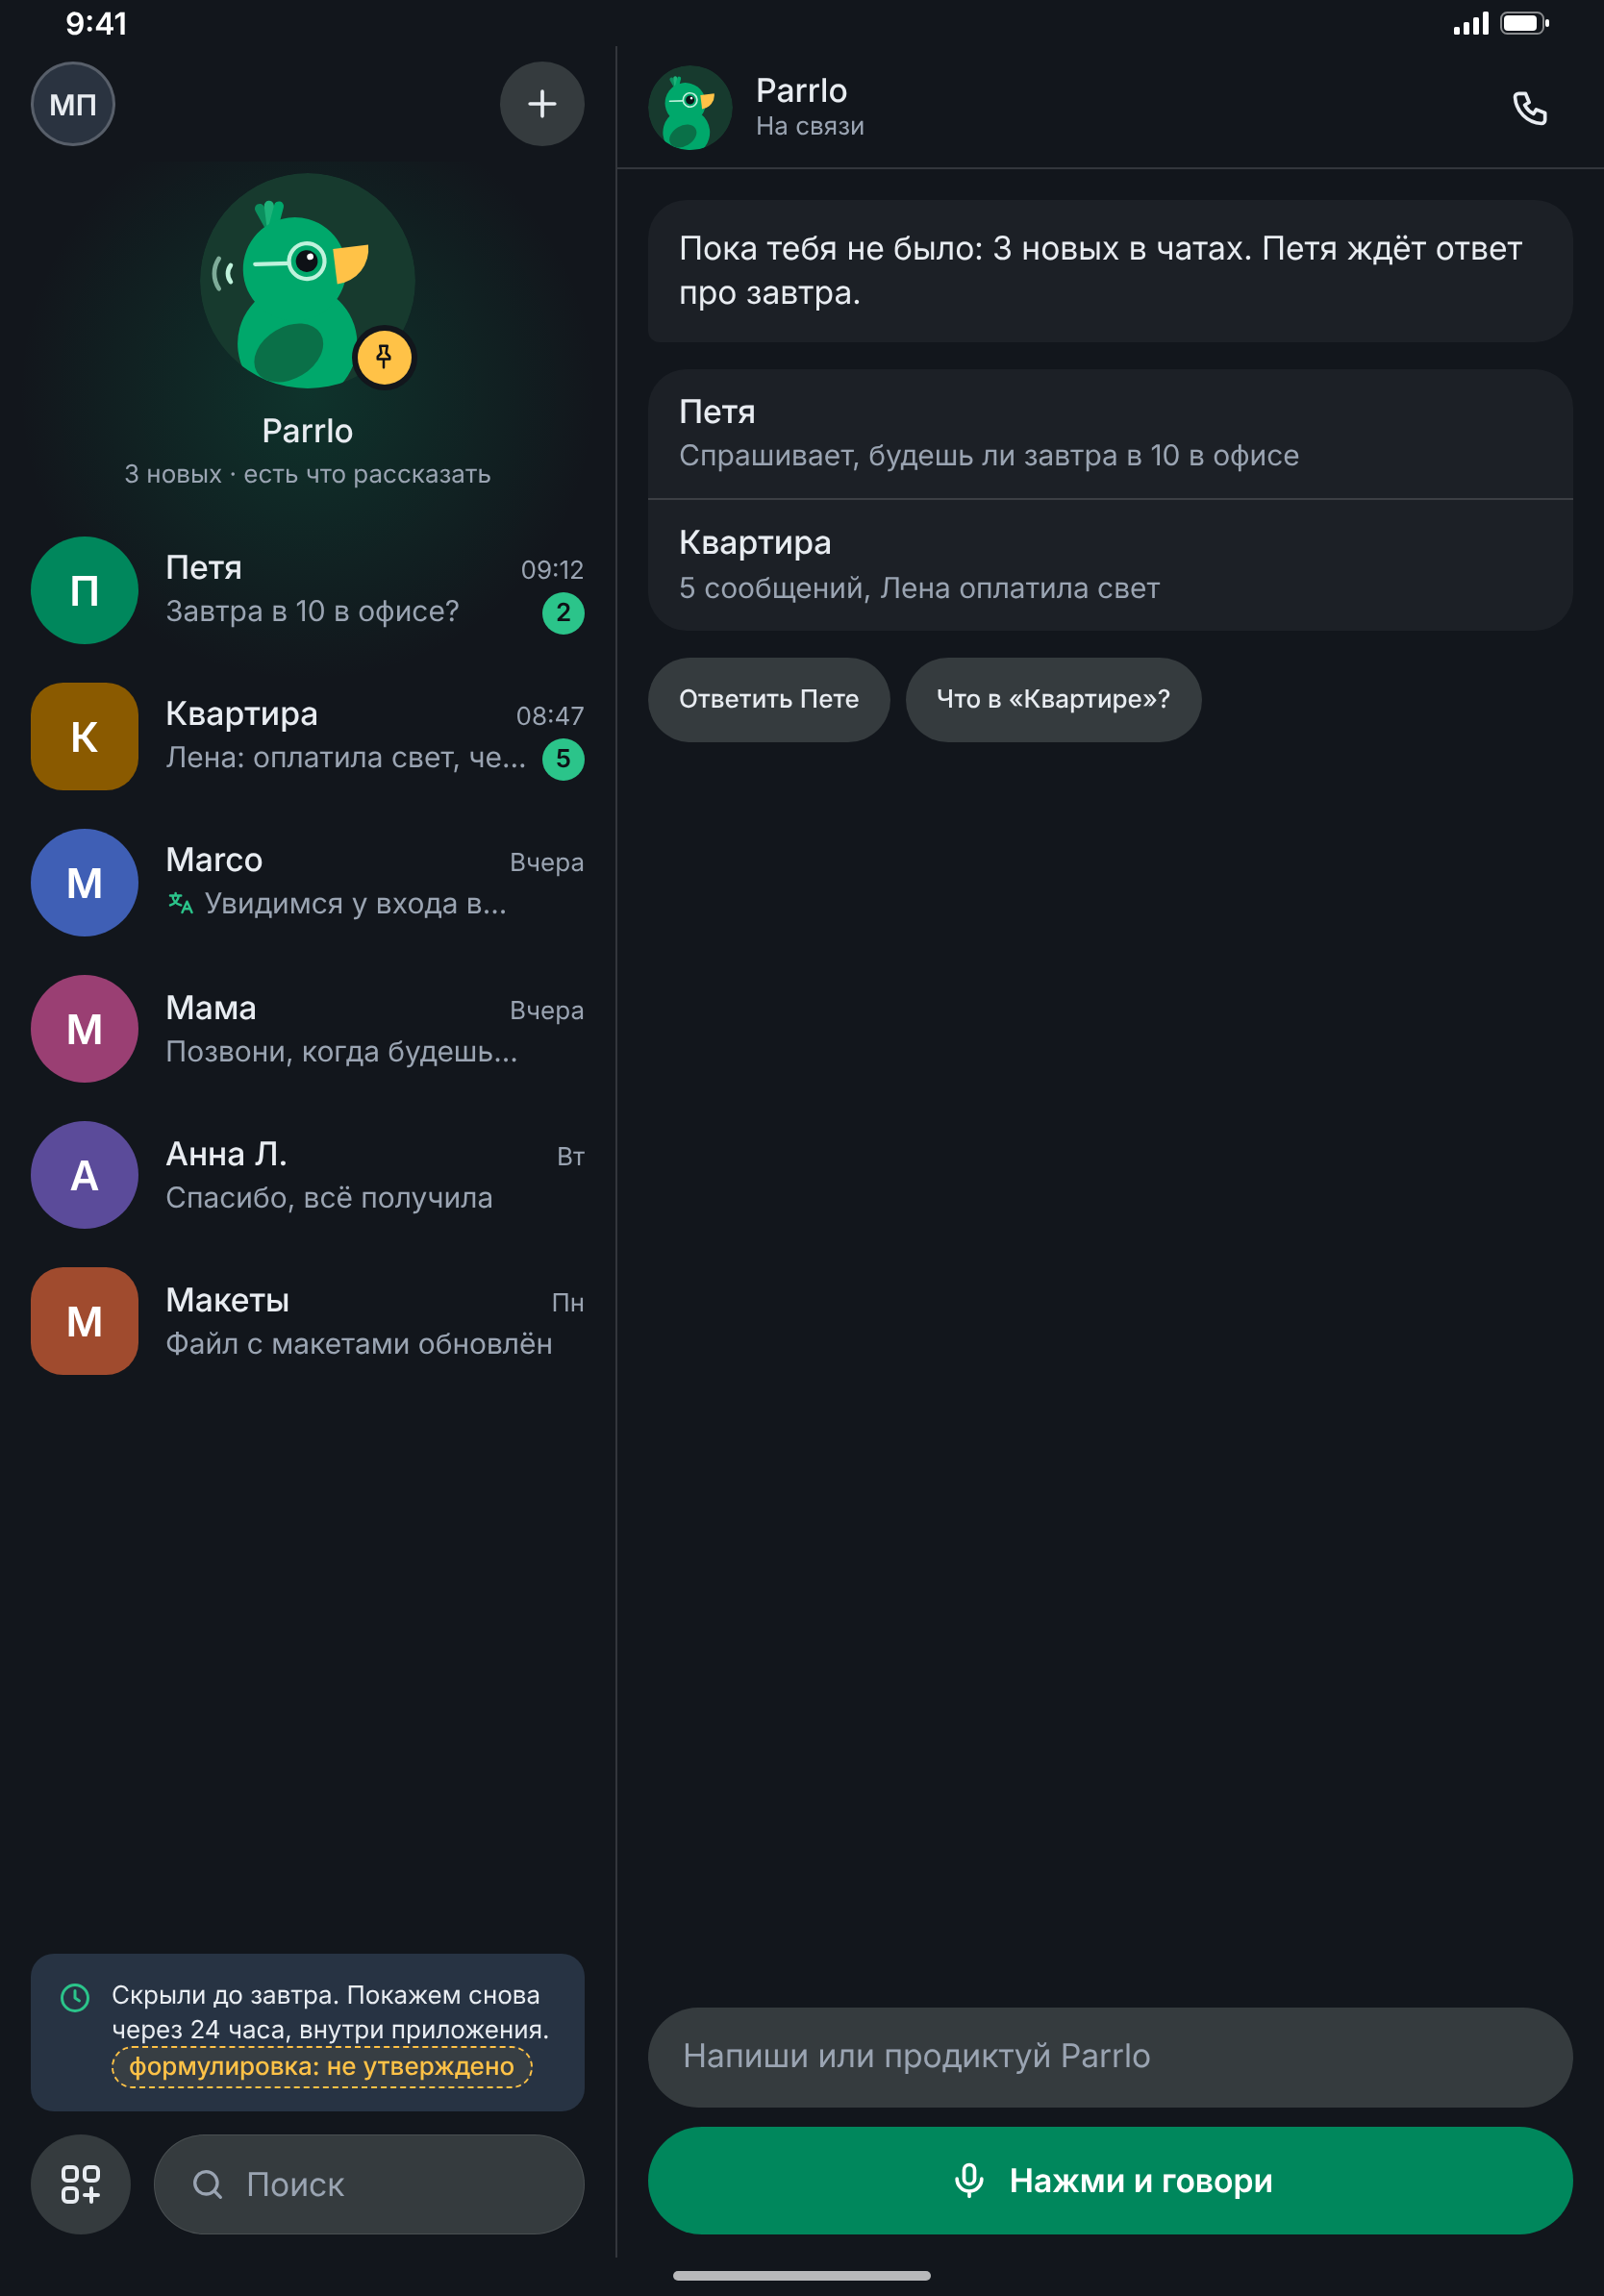 9:41
МП
Parrlo
3 новых · есть что рассказать
П
Петя
09:12
Завтра в 10 в офисе?
2
К
Квартира
08:47
Лена: оплатила свет, че...
5
M
Marco
Вчера
Увидимся у входа в...
М
Мама
Вчера
Позвони, когда будешь...
А
Анна Л.
Вт
Спасибо, всё получила
М
Макеты
Пн
Файл с макетами обновлён
Скрыли до завтра. Покажем снова
через 24 часа, внутри приложения.
формулировка: не утверждено
Поиск
Parrlo
На связи
Пока тебя не было: 3 новых в чатах. Петя ждёт ответ
про завтра.
Петя
Спрашивает, будешь ли завтра в 10 в офисе
Квартира
5 сообщений, Лена оплатила свет
Ответить Пете
Что в «Квартире»?
Напиши или продиктуй Parrlo
Нажми и говори